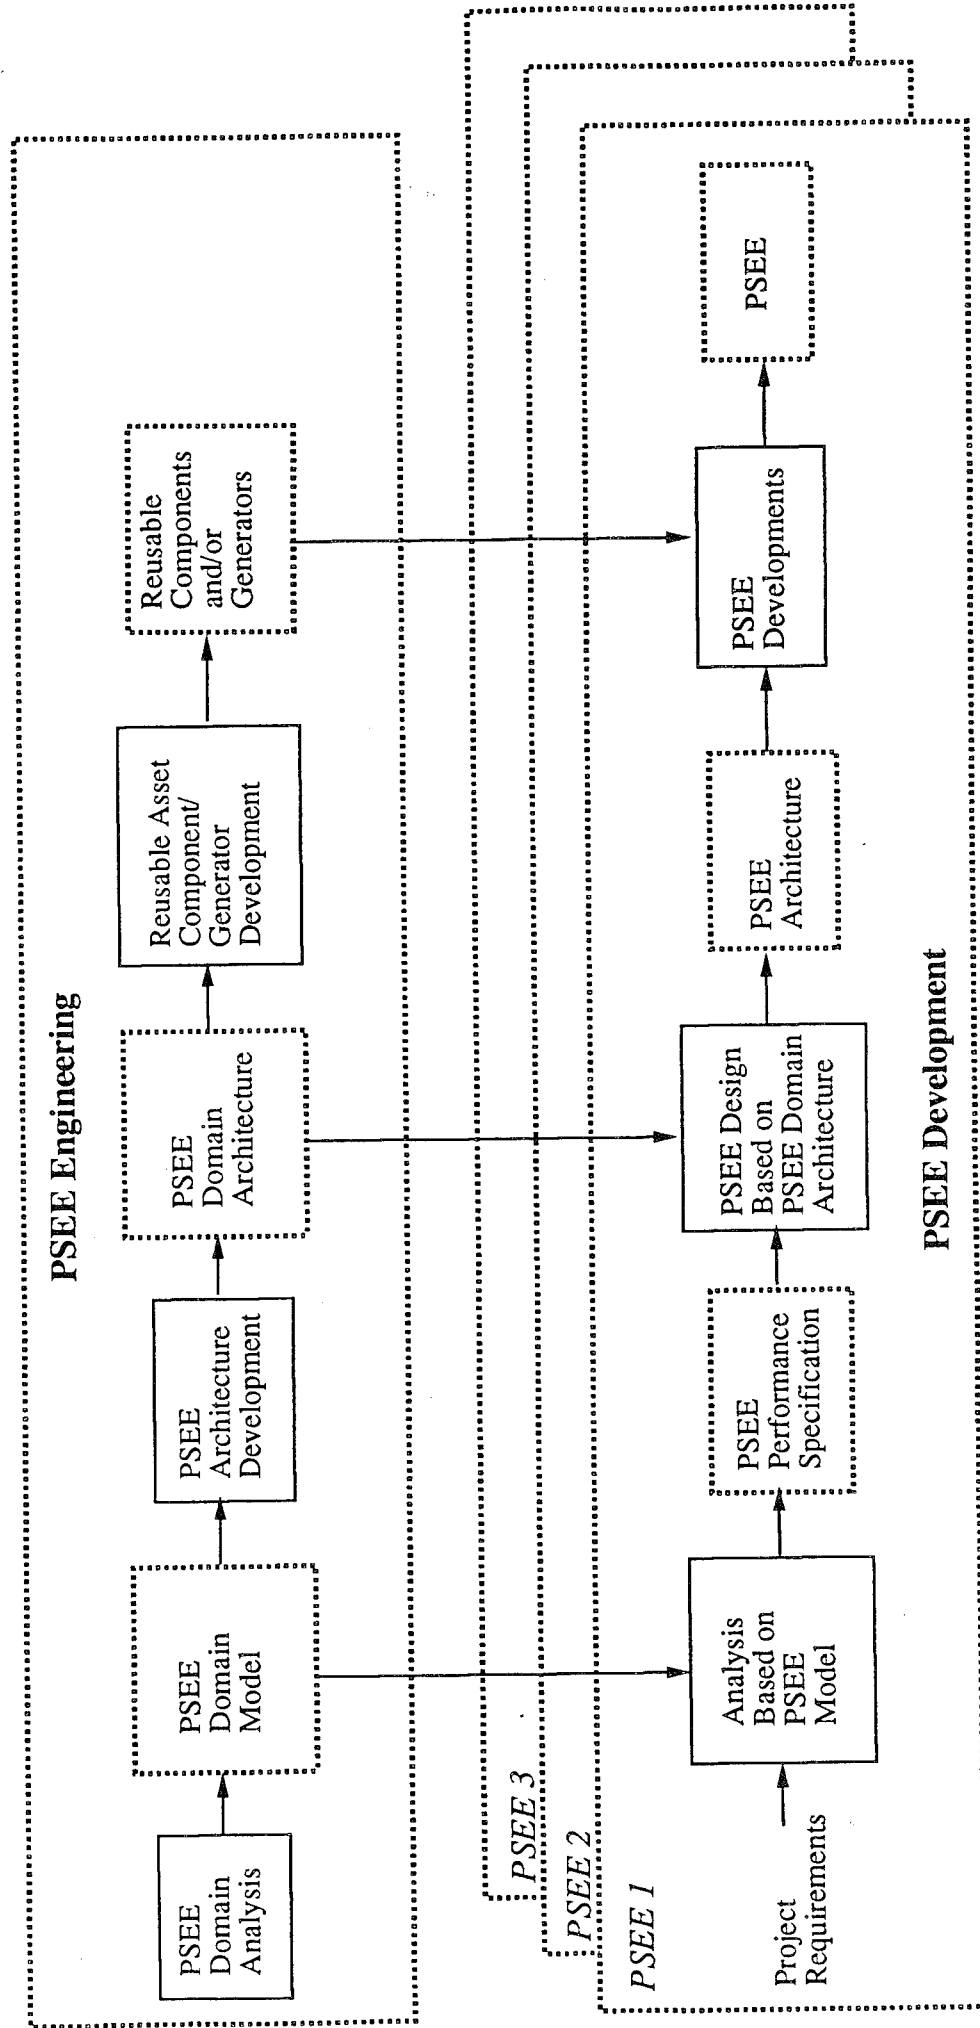 PSEE Engineering
PSEE
Domain
Analysis
PSEE
Domain
Model
PSEE
Architecture
Development
PSEE
Domain
Architecture
Reusable Asset
Component/
Generator
Development
Reusable
Components
and/or
Generators
PSEE 3
PSEE 2
PSEE 1
Project
Requirements
Analysis
Based on
PSEE
Model
PSEE
Performance
Specification
PSEE Design
Based on
PSEE Domain
Architecture
PSEE
Architecture
PSEE
Developments
PSEE
PSEE Development